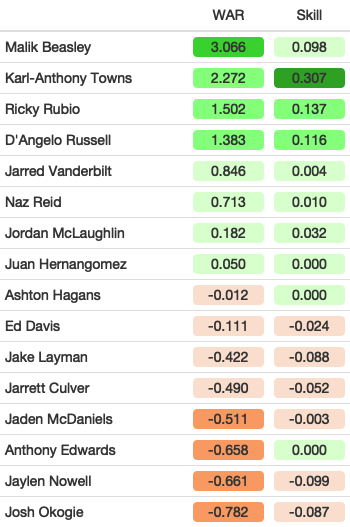 WAR Skill
Malik Beasley 3.066 0.098
Karl-Anthony Towns 2.272 0.307
Ricky Rubio 1.502 0.137
D'Angelo Russell 1.383 0.116
Jarred Vanderbilt 0.846 0.004
Naz Reid 0.713 0.010
Jordan McLaughlin 0.182 0.032
Juan Hernangomez 0.050 0.000
Ashton Hagans -0.012 0.000
Ed Davis -0.111 -0.024
Jake Layman -0.422 -0.088
Jarrett Culver -0.490 -0.052
Jaden McDaniels -0.511 -0.003
Anthony Edwards -0.658 0.000
Jaylen Nowell -0.661 -0.099
Josh Okogie -0.782 -0.087